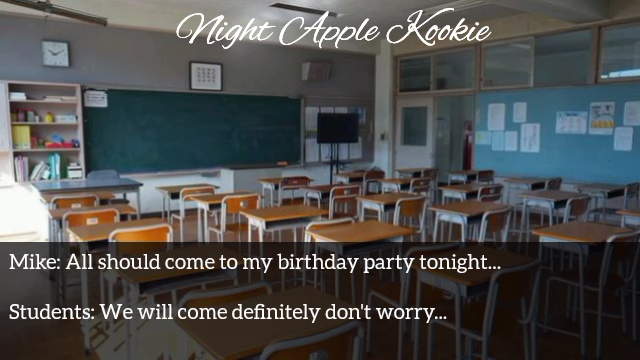 Night Apple Kookie
Mike: All should come to my birthday party tonight...
Students: We will come definitely don't worry...